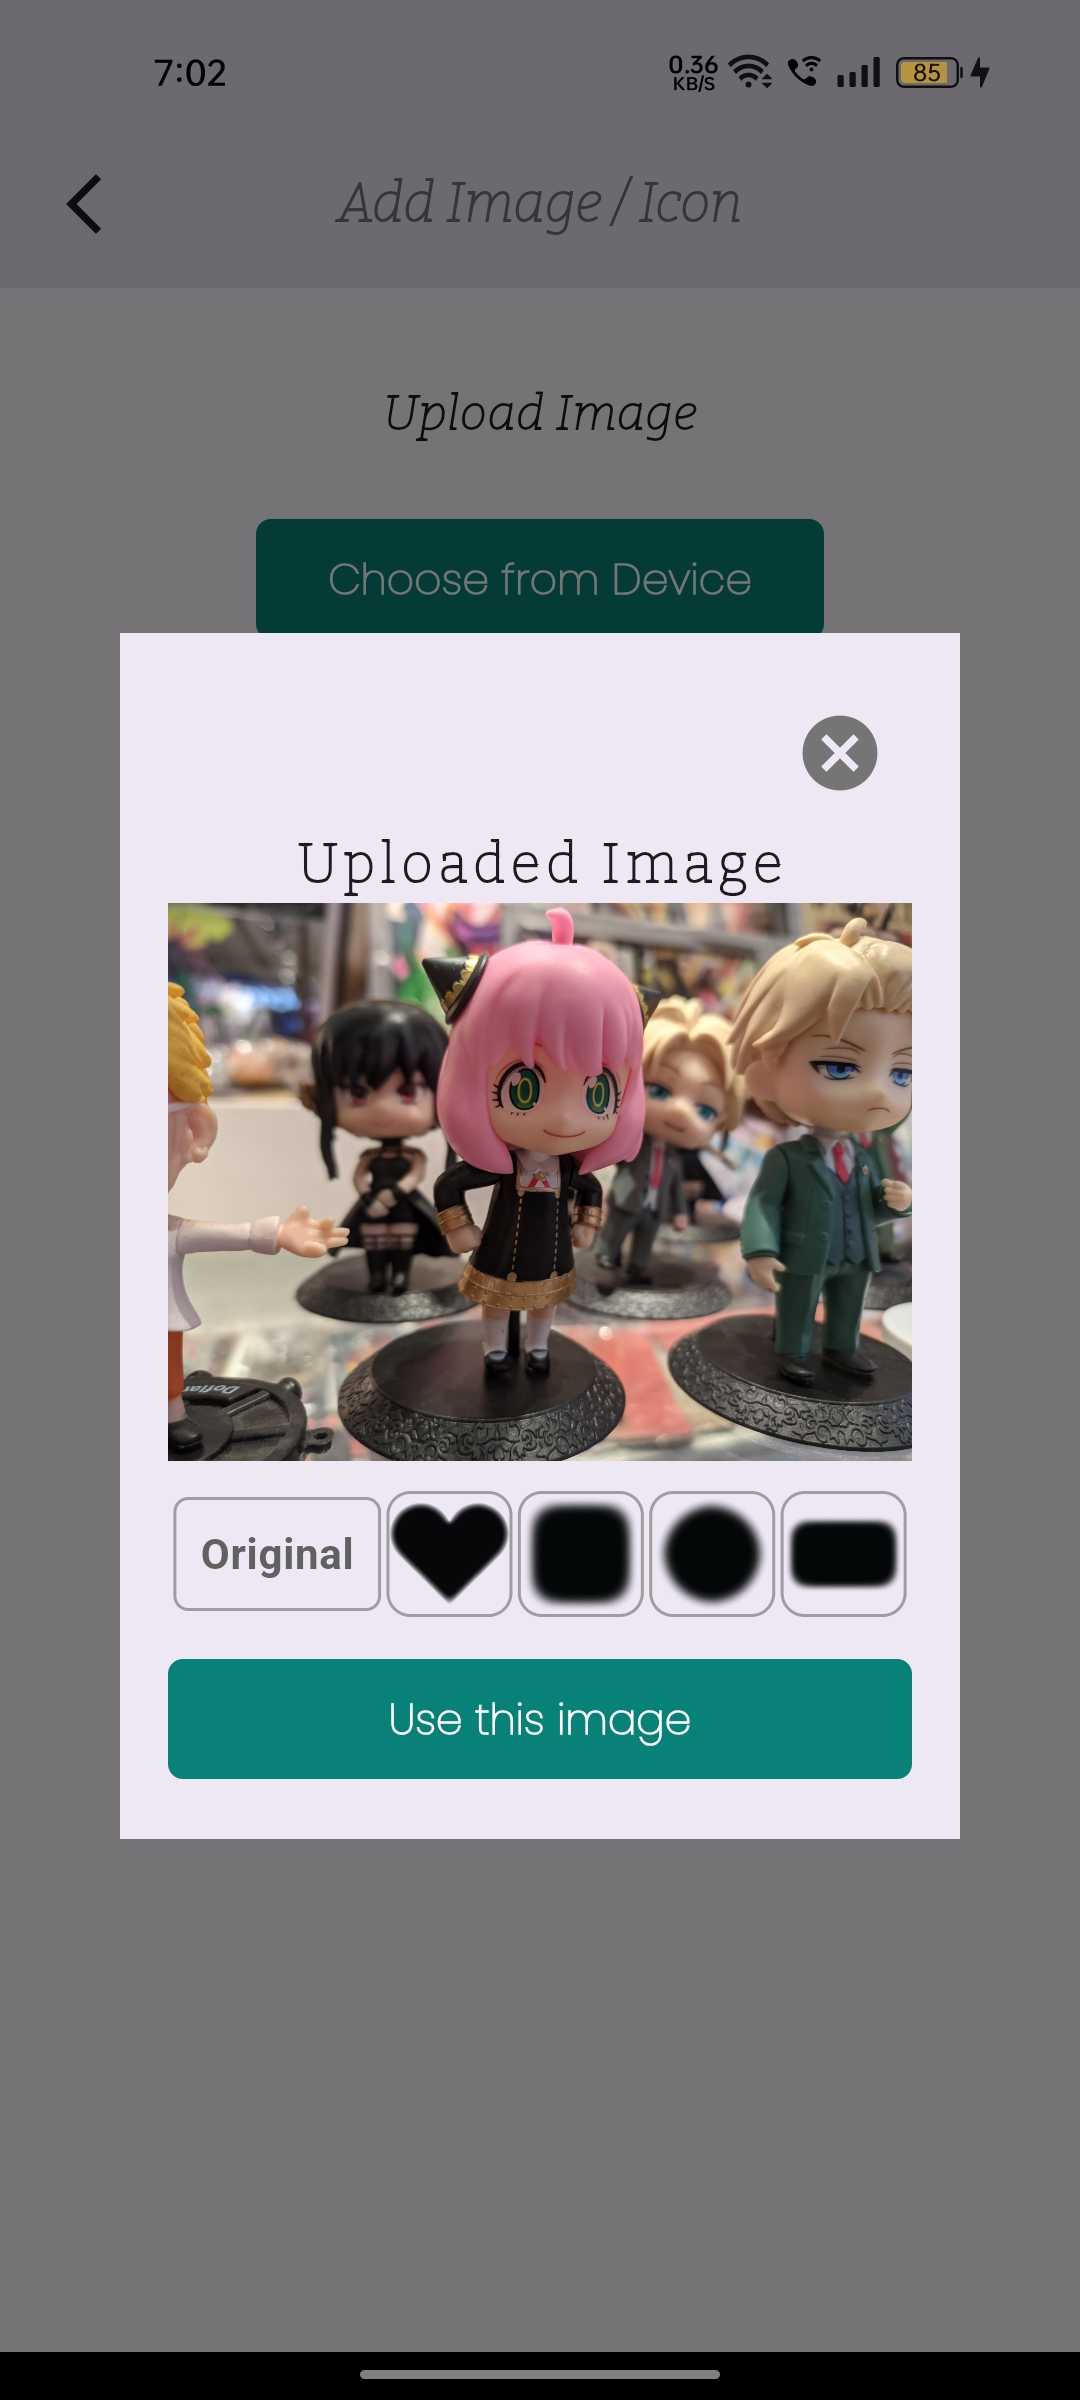 7:02
0.36
KB/S
85
Add Image / Icon
Upload Image
Choose from Device
Uploaded Image
Original
Use this image